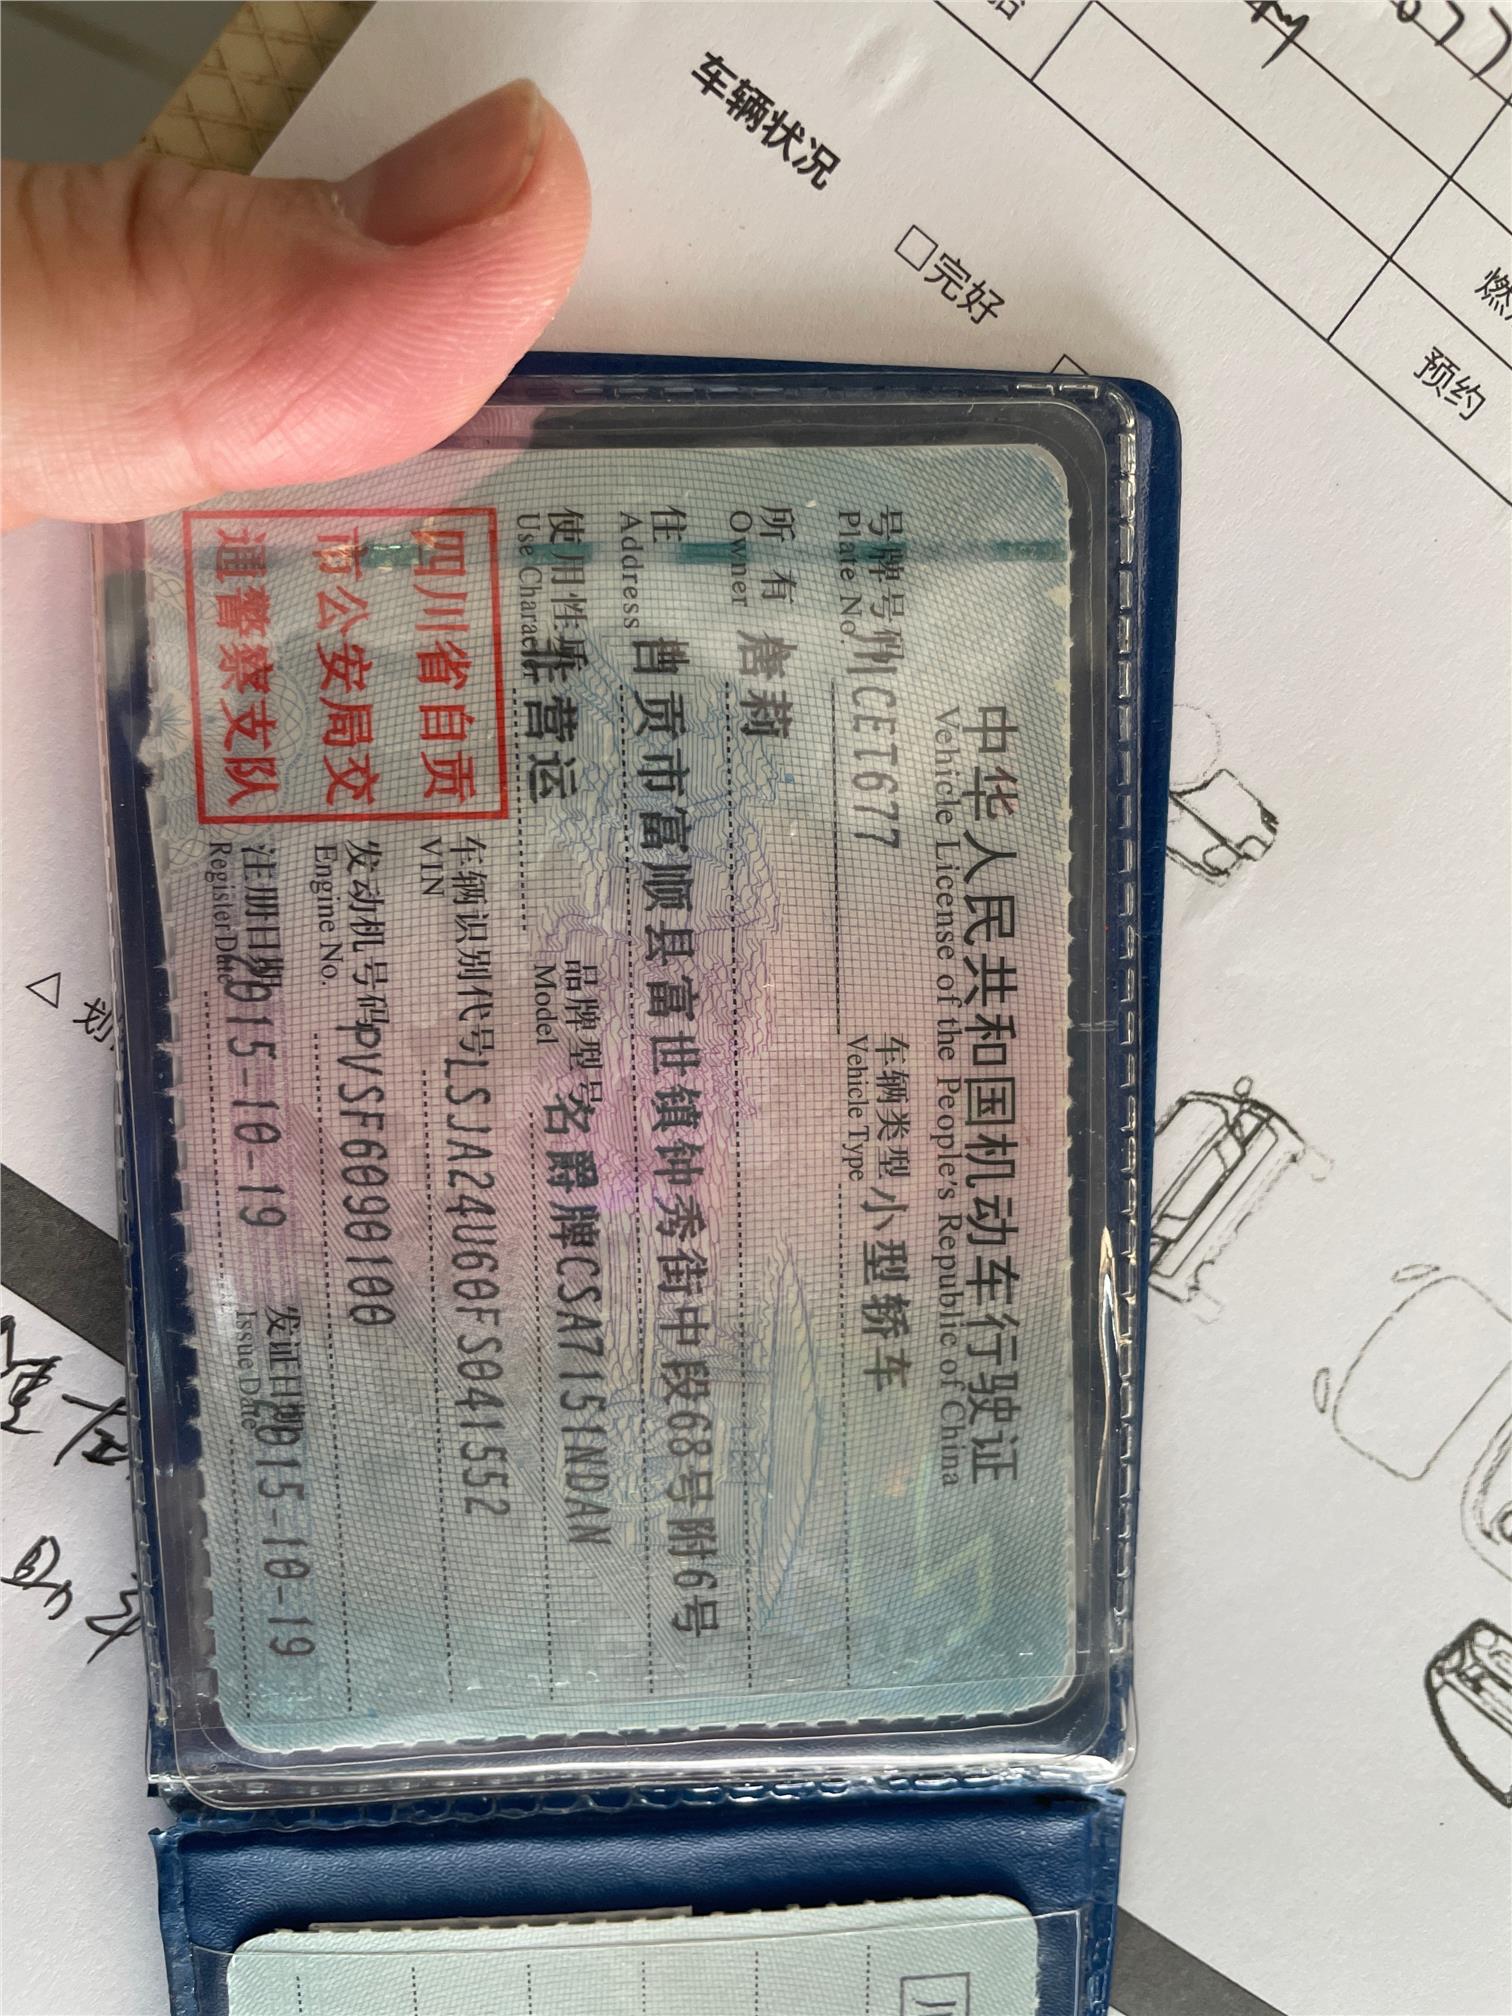 中华人民共和国机动车行驶证
Vehicle License of the People's Republic of China
号牌号 川CET677 车辆类型 小型轿车
Plate No. Vehicle Type
所有 唐莉
Owner
住 自贡市富顺县富世镇钟秀街中段68号附6号
Address
使用性质 非营运 品牌型号 名爵牌CSA7151NDAN
Use Character Model
四川省自贡
市公安局交
通警察支队
车辆识别代号 LSJA24U60FS041552
VIN
发动机号码 PVSF6090100
Engine No.
注册日期 2015-10-19 发证日期 2015-10-19
Register Date Issue Date
车辆状况
□完好
预约
燃
677
△ 划